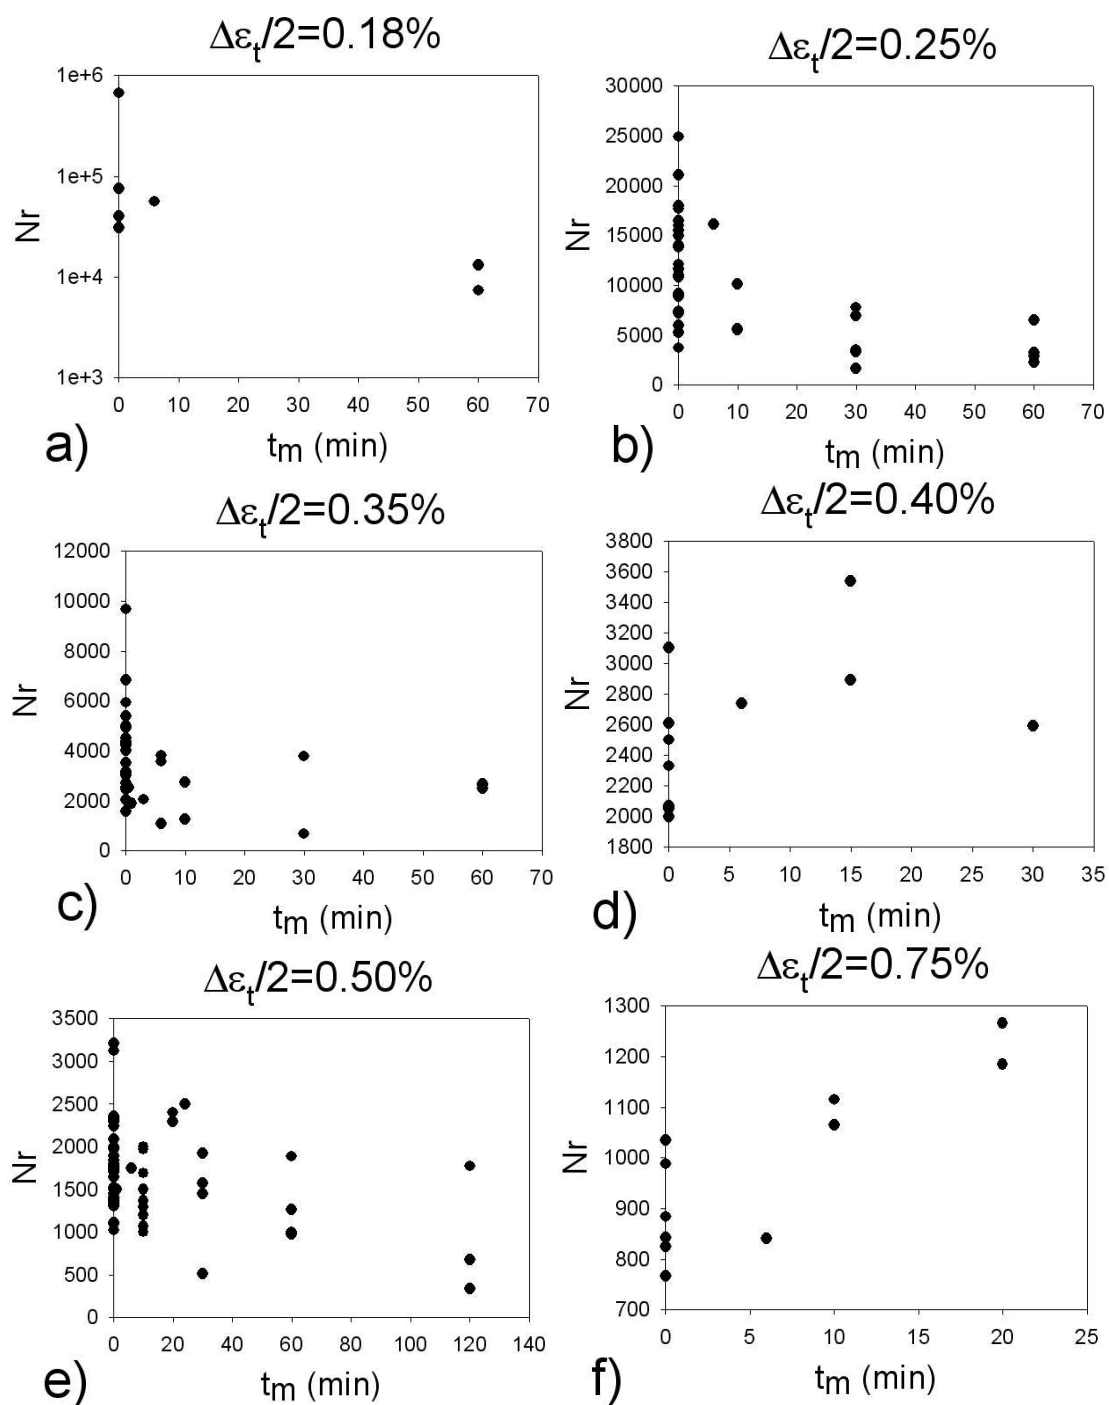 Δεt/2=0.18%
1e+6
1e+5
1e+4
1e+3
Nr
0 10 20 30 40 50 60 70
a)
tm (min)
Δεt/2=0.25%
30000
25000
20000
15000
10000
5000
0
Nr
0 10 20 30 40 50 60 70
b)
tm (min)
Δεt/2=0.35%
12000
10000
8000
6000
4000
2000
0
Nr
0 10 20 30 40 50 60 70
c)
tm (min)
Δεt/2=0.40%
3800
3600
3400
3200
3000
2800
2600
2400
2200
2000
1800
Nr
0 5 10 15 20 25 30 35
d)
tm (min)
Δεt/2=0.50%
3500
3000
2500
2000
1500
1000
500
0
Nr
0 20 40 60 80 100 120 140
e)
tm (min)
Δεt/2=0.75%
1300
1200
1100
1000
900
800
700
Nr
0 5 10 15 20 25
f)
tm (min)